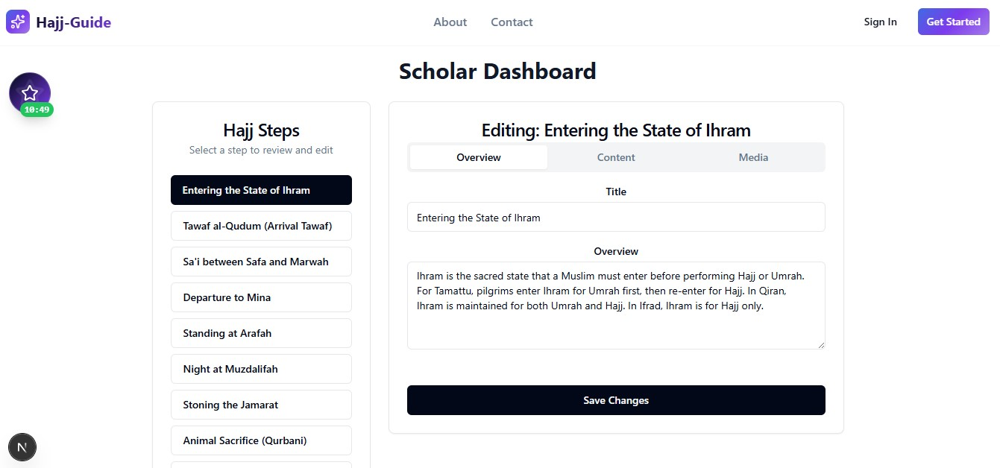 Hajj-Guide
About
Contact
Sign In
Get Started
Scholar Dashboard
10:49
Hajj Steps
Select a step to review and edit
Entering the State of Ihram
Tawaf al-Qudum (Arrival Tawaf)
Sa'i between Safa and Marwah
Departure to Mina
Standing at Arafah
Night at Muzdalifah
Stoning the Jamarat
Animal Sacrifice (Qurbani)
Editing: Entering the State of Ihram
Overview
Content
Media
Title
Entering the State of Ihram
Overview
Ihram is the sacred state that a Muslim must enter before performing Hajj or Umrah.
For Tamattu, pilgrims enter Ihram for Umrah first, then re-enter for Hajj. In Qiran,
Ihram is maintained for both Umrah and Hajj. In Ifrad, Ihram is for Hajj only.
Save Changes
N